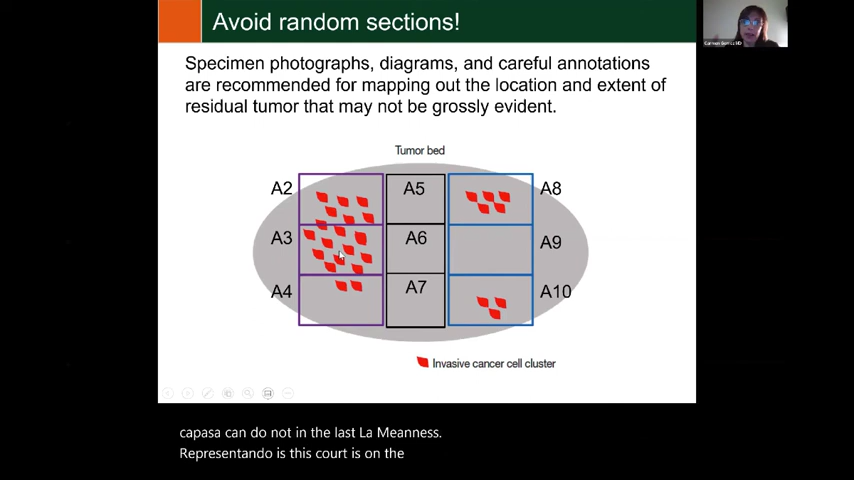 Avoid random sections!
Specimen photographs, diagrams, and careful annotations
are recommended for mapping out the location and extent of
residual tumor that may not be grossly evident.
Tumor bed
A2 A5 A8
A3 A6 A9
A4 A7 A10
Invasive cancer cell cluster
capasa can do not in the last La Meanness.
Representando is this court is on the